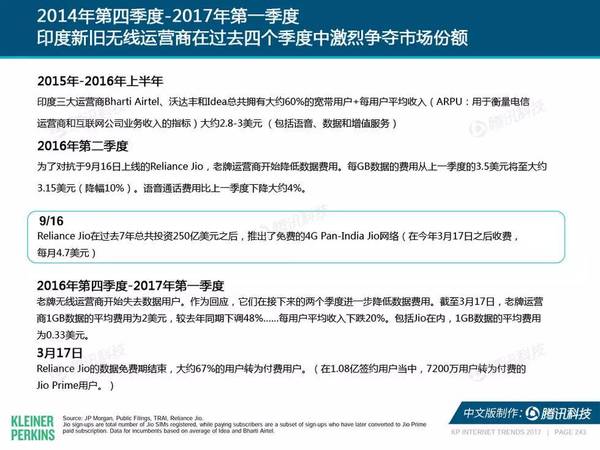 2014年第四季度-2017年第一季度
印度新旧无线运营商在过去四个季度中激烈争夺市场份额
2015年-2016年上半年
印度三大运营商Bharti Airtel、沃达丰和Idea总共拥有大约60%的宽带用户+每用户平均收入（ARPU：用于衡量电信
运营商和互联网公司业务收入的指标）大约2.8-3美元 （包括语音、数据和增值服务）
2016年第二季度
为了对抗于9月16日上线的Reliance Jio，老牌运营商开始降低数据费用。每GB数据的费用从上一季度的3.5美元将至大约
3.15美元（降幅10%）。语音通话费用比上一季度下降大约4%。
9/16
Reliance Jio在过去7年总共投资250亿美元之后，推出了免费的4G Pan-India Jio网络（在今年3月17日之后收费，
每月4.7美元）
2016年第四季度-2017年第一季度
老牌无线运营商开始失去数据用户。作为回应，它们在接下来的两个季度进一步降低数据费用。截至3月17日，老牌运营
商1GB数据的平均费用为2美元，较去年同期下调48%……每用户平均收入下跌20%。包括Jio在内，1GB数据的平均费用
为0.33美元。
3月17日
Reliance Jio的数据免费期结束，大约67%的用户转为付费用户。（在1.08亿签约用户当中，7200万用户转为付费的
Jio Prime用户。）
KLEINER
PERKINS
Source: JP Morgan, Public Filings, TRAI, Reliance Jio.
Jio sign-ups are total number of Jio SIMs registered, while paying subscribers are a subset of sign-ups who have later converted to Jio Prime
paid subscription. Data for incumbents based on average of Idea and Bharti Airtel.
中文版制作：腾讯科技
KP INTERNET TRENDS 2017 | PAGE 243
腾讯科技
腾讯科技
腾讯科技
腾讯科技